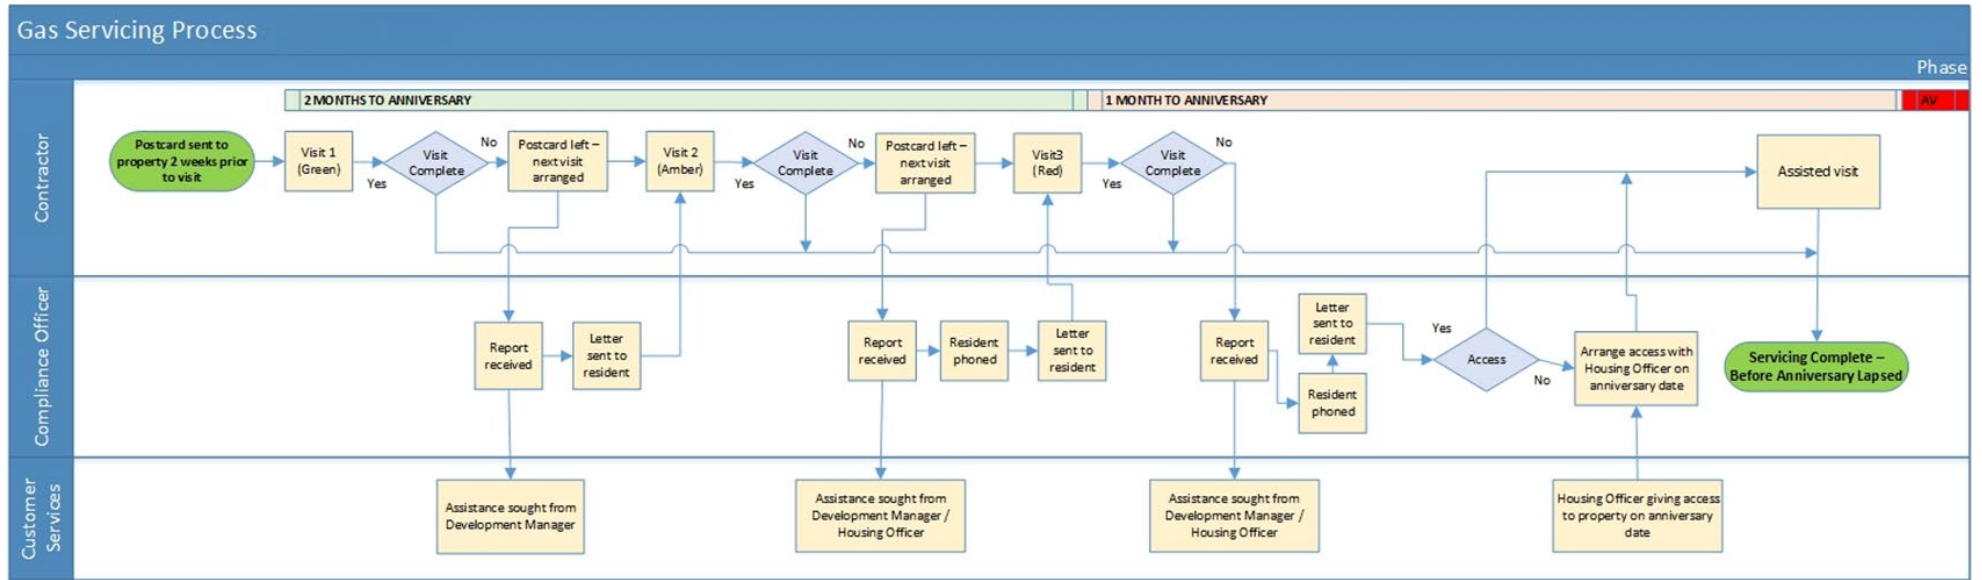 Gas Servicing Process
Phase
2 MONTHS TO ANNIVERSARY
1 MONTH TO ANNIVERSARY
AV
Contractor
Postcard sent to
property 2 weeks prior
to visit
Visit 1
(Green)
Visit
Complete
No
Yes
Postcard left –
next visit
arranged
Visit 2
(Amber)
Visit
Complete
No
Yes
Postcard left –
next visit
arranged
Visit3
(Red)
Visit
Complete
No
Yes
Assisted visit
Compliance Officer
Report
received
Letter
sent to
resident
Report
received
Resident
phoned
Letter
sent to
resident
Report
received
Letter
sent to
resident
Resident
phoned
Yes
Access
No
Arrange access with
Housing Officer on
anniversary date
Servicing Complete –
Before Anniversary Lapsed
Customer
Services
Assistance sought from
Development Manager
Assistance sought from
Development Manager /
Housing Officer
Assistance sought from
Development Manager /
Housing Officer
Housing Officer giving access
to property on anniversary
date